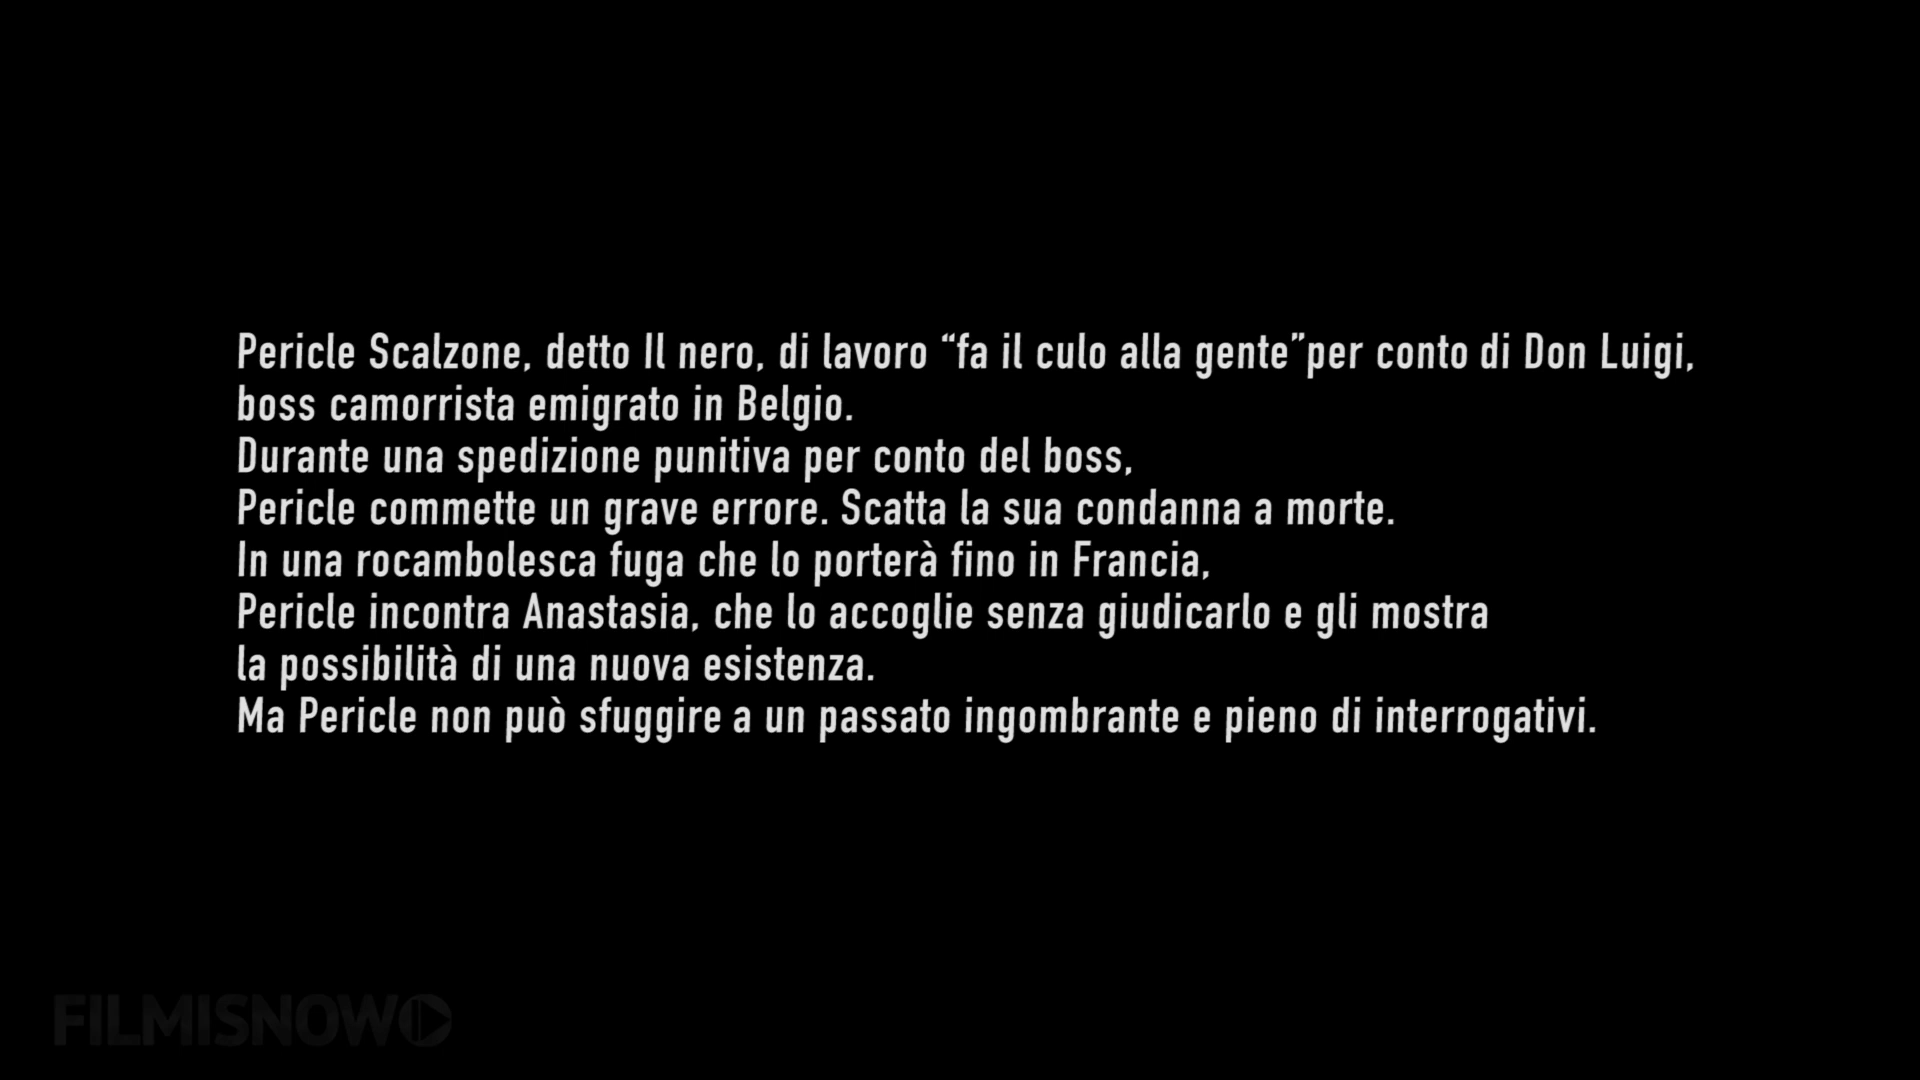 Pericle Scalzone, detto Il nero, di lavoro “fa il culo alla gente”per conto di Don Luigi,
boss camorrista emigrato in Belgio.
Durante una spedizione punitiva per conto del boss,
Pericle commette un grave errore. Scatta la sua condanna a morte.
In una rocambolesca fuga che lo porterà fino in Francia,
Pericle incontra Anastasia, che lo accoglie senza giudicarlo e gli mostra
la possibilità di una nuova esistenza.
Ma Pericle non può sfuggire a un passato ingombrante e pieno di interrogativi.
FILMISNOW